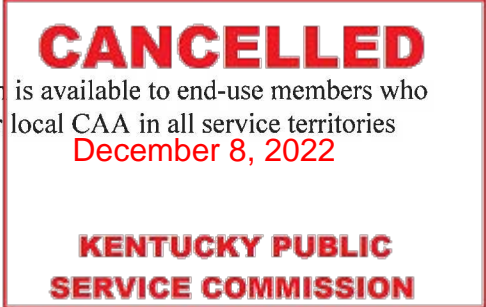 CANCELLED
is available to end-use members who
local CAA in all service territories
December 8, 2022
KENTUCKY PUBLIC
SERVICE COMMISSION